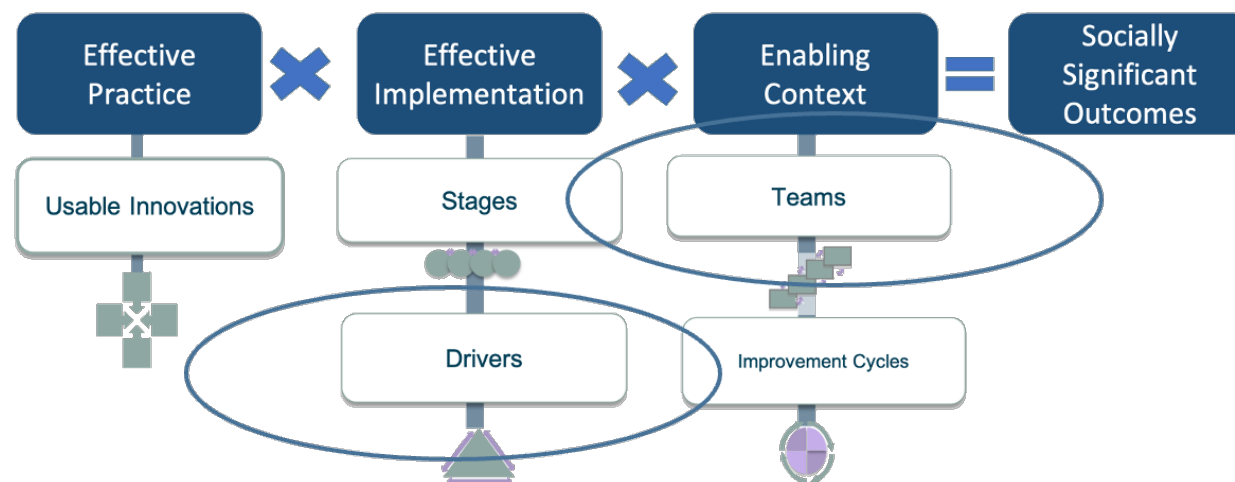 Effective
Practice
Effective
Implementation
Enabling
Context
Socially
Significant
Outcomes
Usable Innovations
Stages
Teams
Drivers
Improvement Cycles